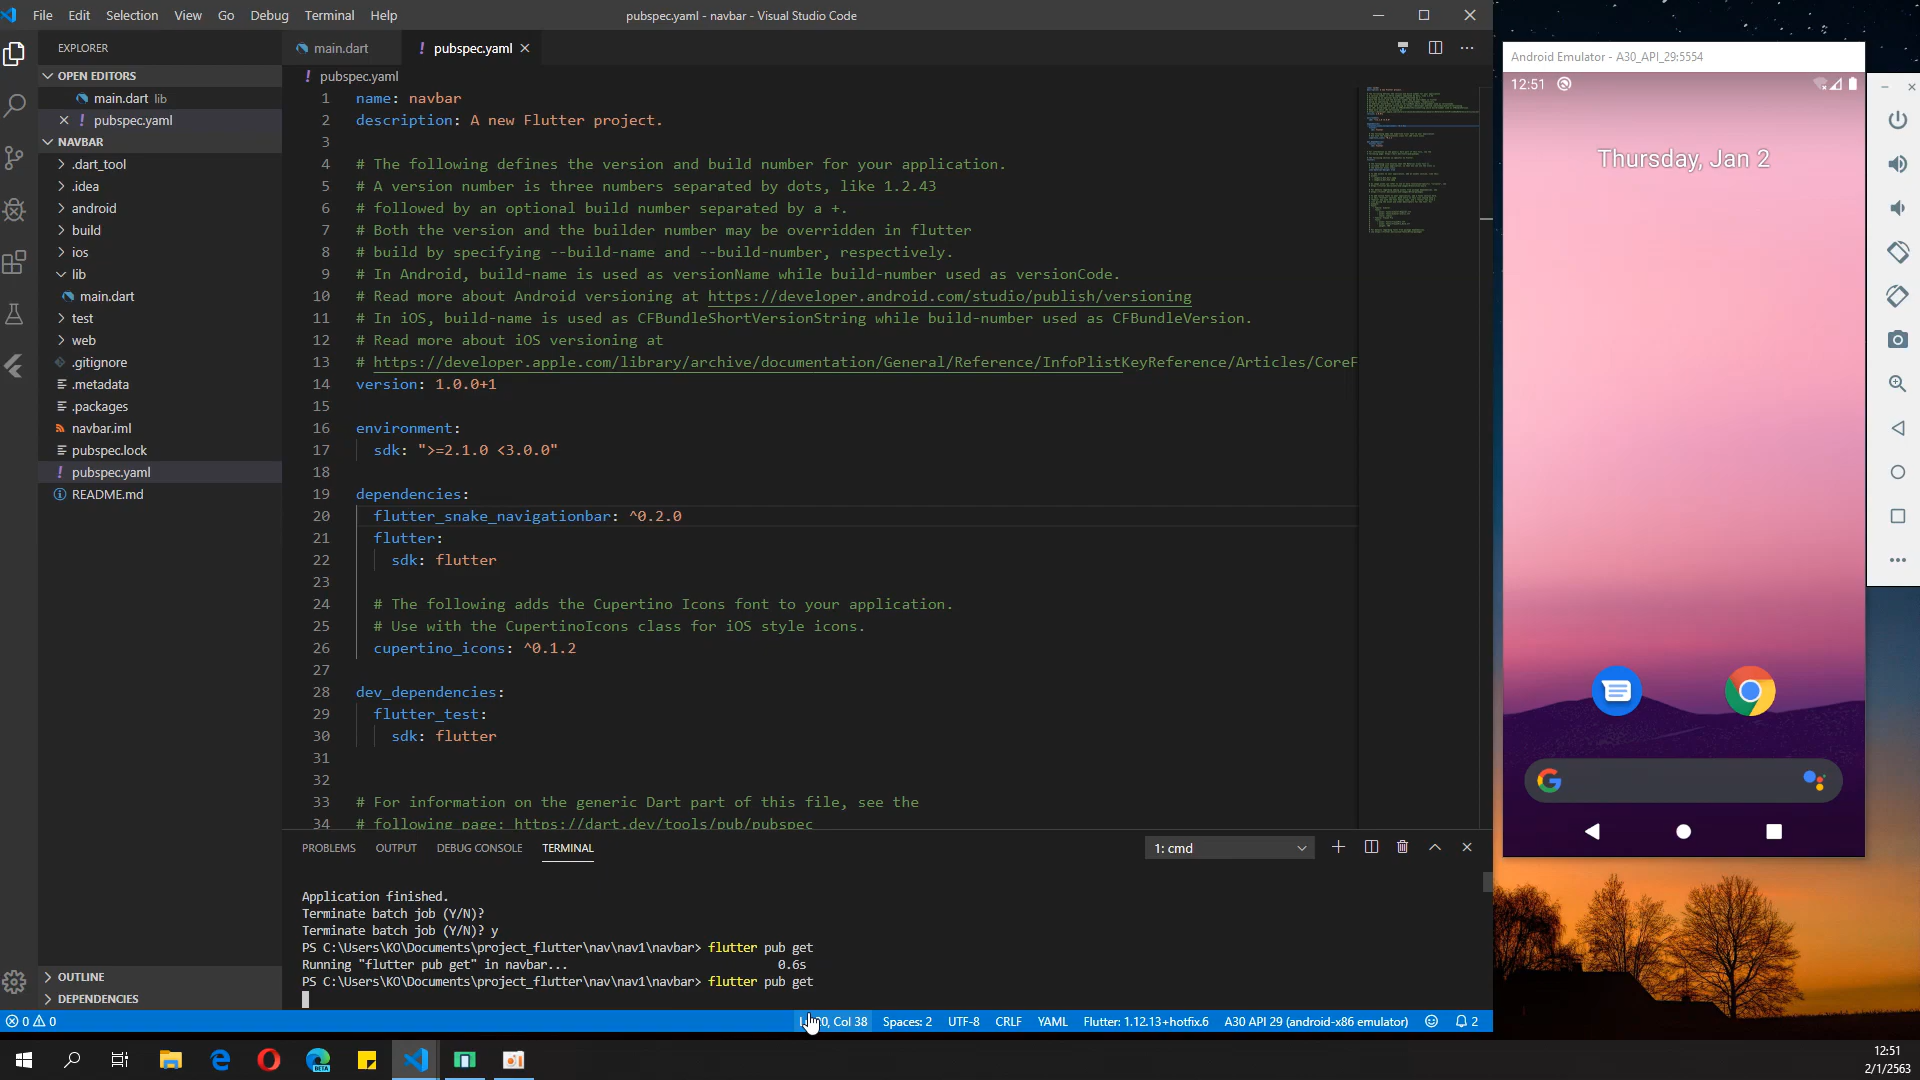 File Edit Selection View Go Debug Terminal Help
pubspec.yaml - navbar - Visual Studio Code
EXPLORER
OPEN EDITORS
main.dart lib
pubspec.yaml
NAVBAR
.dart_tool
.idea
android
build
ios
lib
main.dart
test
web
.gitignore
.metadata
.packages
navbar.iml
pubspec.lock
pubspec.yaml
README.md
OUTLINE
DEPENDENCIES
main.dart
pubspec.yaml
pubspec.yaml
1 name: navbar
2 description: A new Flutter project.
3
4 # The following defines the version and build number for your application.
5 # A version number is three numbers separated by dots, like 1.2.43
6 # followed by an optional build number separated by a +.
7 # Both the version and the builder number may be overridden in flutter
8 # build by specifying --build-name and --build-number, respectively.
9 # In Android, build-name is used as versionName while build-number used as versionCode.
10 # Read more about Android versioning at https://developer.android.com/studio/publish/versioning
11 # In iOS, build-name is used as CFBundleShortVersionString while build-number used as CFBundleVersion.
12 # Read more about iOS versioning at
13 # https://developer.apple.com/library/archive/documentation/General/Reference/InfoPlistKeyReference/Articles/CoreF
14 version: 1.0.0+1
15
16 environment:
17 sdk: ">=2.1.0 <3.0.0"
18
19 dependencies:
20 flutter_snake_navigationbar: ^0.2.0
21 flutter:
22 sdk: flutter
23
24 # The following adds the Cupertino Icons font to your application.
25 # Use with the CupertinoIcons class for iOS style icons.
26 cupertino_icons: ^0.1.2
27
28 dev_dependencies:
29 flutter_test:
30 sdk: flutter
31
32
33 # For information on the generic Dart part of this file, see the
34 # following page: https://dart.dev/tools/pub/pubspec
PROBLEMS OUTPUT DEBUG CONSOLE TERMINAL
1: cmd
Application finished.
Terminate batch job (Y/N)?
Terminate batch job (Y/N)? y
PS C:\Users\KO\Documents\project_flutter\nav\nav1\navbar> flutter pub get
Running "flutter pub get" in navbar... 0.6s
PS C:\Users\KO\Documents\project_flutter\nav\nav1\navbar> flutter pub get
0 0 Col 38 Spaces: 2 UTF-8 CRLF YAML Flutter: 1.12.13+hotfix.6 A30 API 29 (android-x86 emulator) 2
Android Emulator - A30_API_29:5554
12:51
Thursday, Jan 2
BETA
12:51
2/1/2563